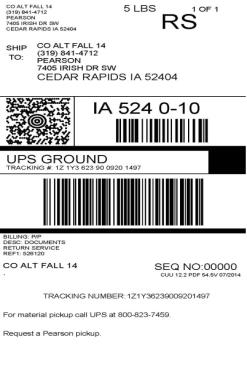 CO ALT FALL 14
(319) 841-4712
PEARSON
7405 IRISH DR SW
CEDAR RAPIDS IA 52404
5 LBS
1 OF 1
RS
SHIP TO:
CO ALT FALL 14
(319) 841-4712
PEARSON
7405 IRISH DR SW
CEDAR RAPIDS IA 52404
IA 524 0-10
UPS GROUND
TRACKING #: 1Z 1Y3 623 90 0920 1497
BILLING: P/P
DESC: DOCUMENTS
RETURN SERVICE
REF1: 526120
CO ALT FALL 14
SEQ NO:00000
CUU 12.2 PDF 54.5V 07/2014
TRACKING NUMBER: 1Z1Y36239009201497
For material pickup call UPS at 800-823-7459.
Request a Pearson pickup.